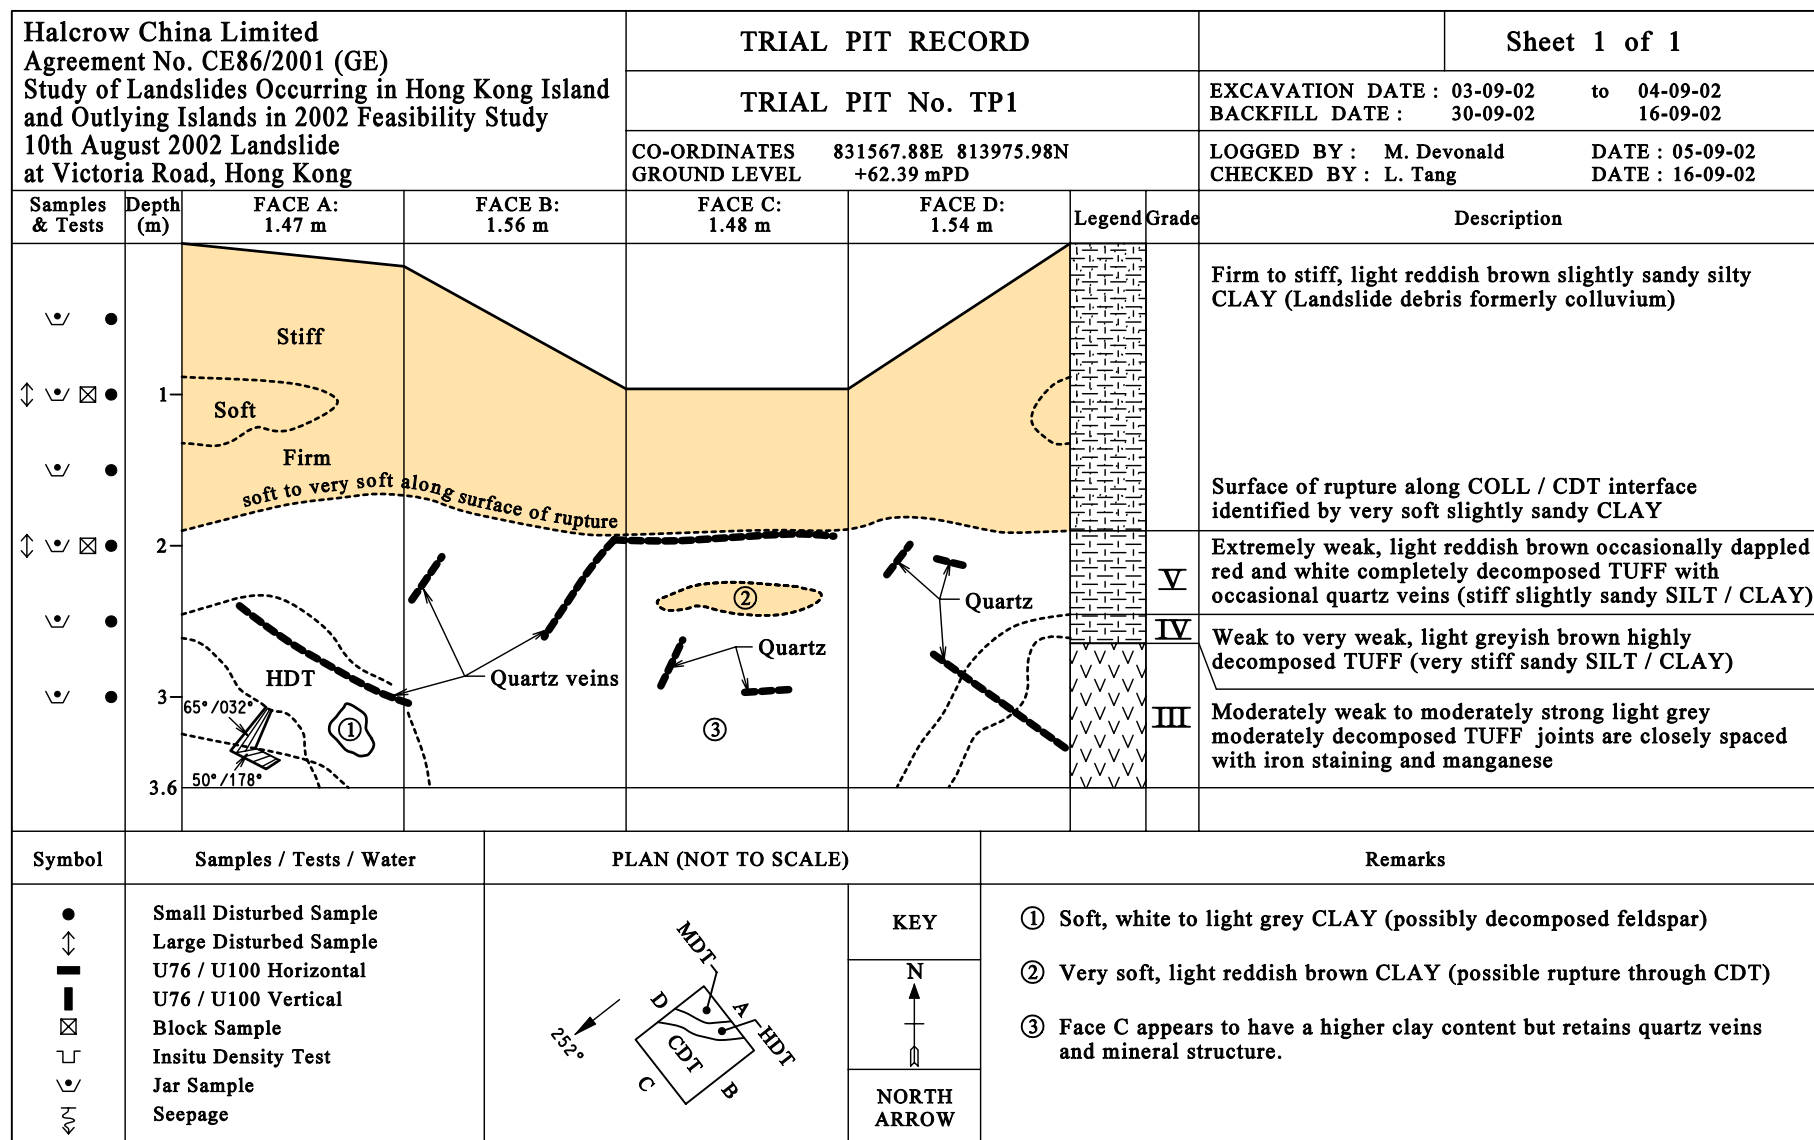 Halcrow China Limited
Agreement No. CE86/2001 (GE)
Study of Landslides Occurring in Hong Kong Island
and Outlying Islands in 2002 Feasibility Study
10th August 2002 Landslide
at Victoria Road, Hong Kong
TRIAL PIT RECORD
Sheet 1 of 1
TRIAL PIT No. TP1
EXCAVATION DATE : 03-09-02 to 04-09-02
BACKFILL DATE : 30-09-02 16-09-02
CO-ORDINATES 831567.88E 813975.98N
GROUND LEVEL +62.39 mPD
LOGGED BY : M. Devonald DATE : 05-09-02
CHECKED BY : L. Tang DATE : 16-09-02
Samples
& Tests
Depth
(m)
FACE A:
1.47 m
FACE B:
1.56 m
FACE C:
1.48 m
FACE D:
1.54 m
Legend
Grade
Description
Stiff
Soft
Firm
soft to very soft along surface of rupture
1
2
3
3.6
HDT
65°/032°
50°/178°
①
Quartz veins
②
Quartz
③
Quartz
V
IV
III
Firm to stiff, light reddish brown slightly sandy silty
CLAY (Landslide debris formerly colluvium)
Surface of rupture along COLL / CDT interface
identified by very soft slightly sandy CLAY
Extremely weak, light reddish brown occasionally dappled
red and white completely decomposed TUFF with
occasional quartz veins (stiff slightly sandy SILT / CLAY)
Weak to very weak, light greyish brown highly
decomposed TUFF (very stiff sandy SILT / CLAY)
Moderately weak to moderately strong light grey
moderately decomposed TUFF joints are closely spaced
with iron staining and manganese
Symbol
Samples / Tests / Water
PLAN (NOT TO SCALE)
Remarks
Small Disturbed Sample
Large Disturbed Sample
U76 / U100 Horizontal
U76 / U100 Vertical
Block Sample
Insitu Density Test
Jar Sample
Seepage
252°
MDT
D
A
HDT
CDT
C
B
KEY
N
NORTH
ARROW
① Soft, white to light grey CLAY (possibly decomposed feldspar)
② Very soft, light reddish brown CLAY (possible rupture through CDT)
③ Face C appears to have a higher clay content but retains quartz veins
and mineral structure.